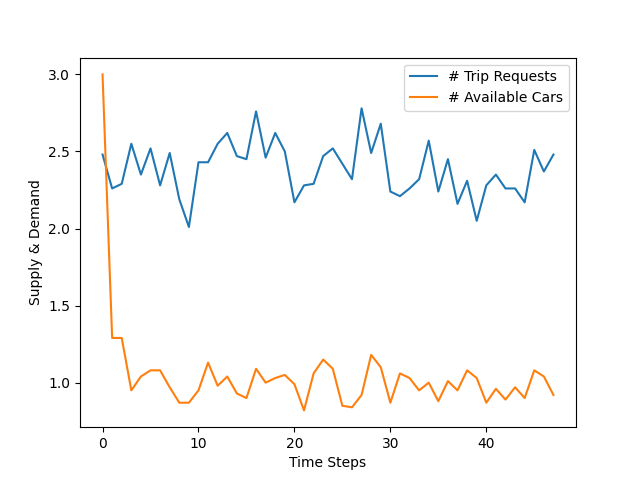 # Trip Requests
# Available Cars
3.0
2.5
2.0
1.5
1.0
Supply & Demand
0 10 20 30 40
Time Steps